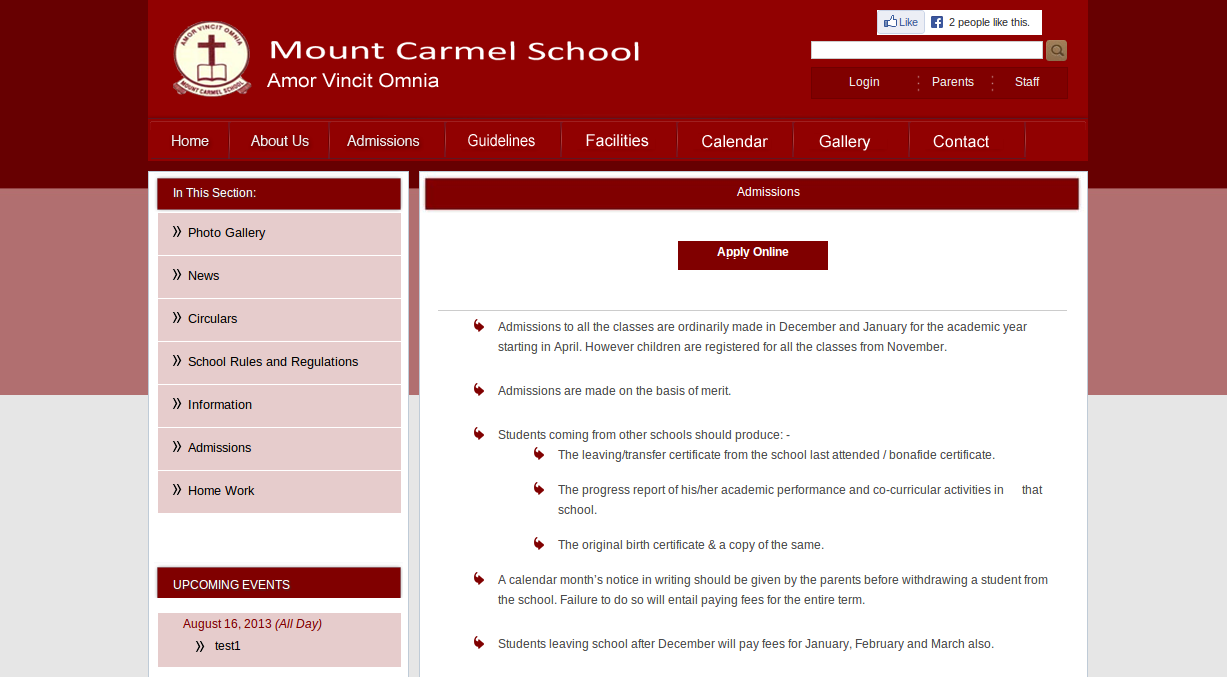 AMOR VINCIT OMNIA
MOUNT CARMEL SCHOOL
Mount Carmel School
Amor Vincit Omnia
Like
2 people like this.
Login
Parents
Staff
Home
About Us
Admissions
Guidelines
Facilities
Calendar
Gallery
Contact
In This Section:
Photo Gallery
News
Circulars
School Rules and Regulations
Information
Admissions
Home Work
UPCOMING EVENTS
August 16, 2013 (All Day)
test1
Admissions
Apply Online
Admissions to all the classes are ordinarily made in December and January for the academic year
starting in April. However children are registered for all the classes from November.
Admissions are made on the basis of merit.
Students coming from other schools should produce: -
The leaving/transfer certificate from the school last attended / bonafide certificate.
The progress report of his/her academic performance and co-curricular activities in that
school.
The original birth certificate & a copy of the same.
A calendar month’s notice in writing should be given by the parents before withdrawing a student from
the school. Failure to do so will entail paying fees for the entire term.
Students leaving school after December will pay fees for January, February and March also.